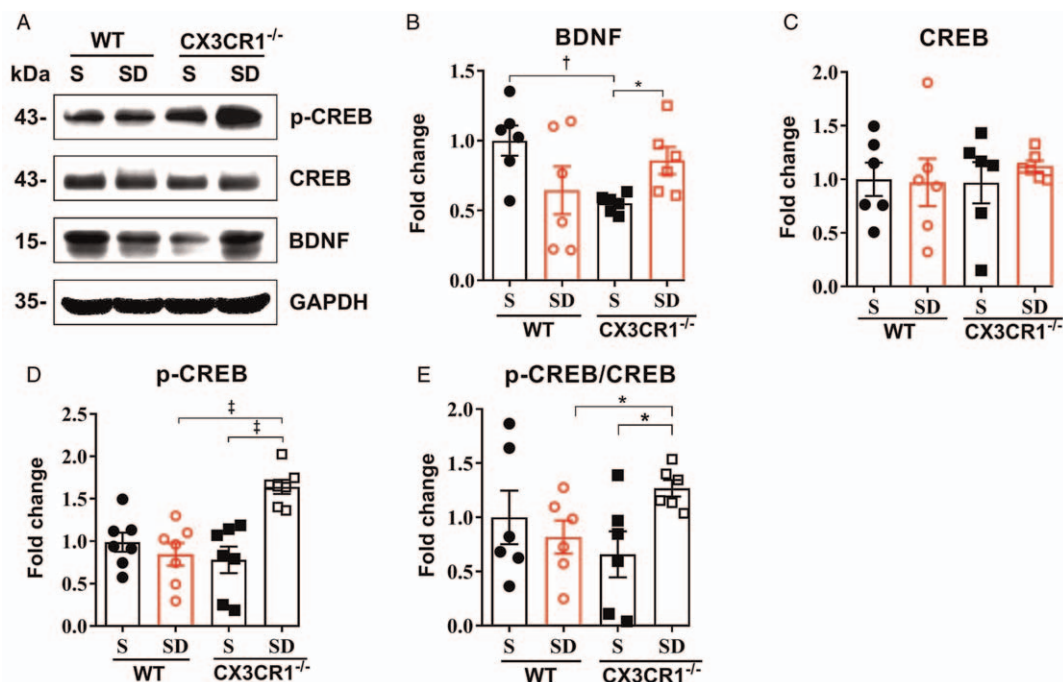 A
WT CX3CR1-/-
kDa S SD S SD
43- p-CREB
43- CREB
15- BDNF
35- GAPDH
B
BDNF
Fold change
1.5
1.0
0.5
0.0
†
*
S SD S SD
WT CX3CR1-/-
C
CREB
Fold change
2.0
1.5
1.0
0.5
0.0
S SD S SD
WT CX3CR1-/-
D
p-CREB
Fold change
2.5
2.0
1.5
1.0
0.5
0.0
‡
‡
S SD S SD
WT CX3CR1-/-
E
p-CREB/CREB
Fold change
2.0
1.5
1.0
0.5
0.0
*
*
S SD S SD
WT CX3CR1-/-